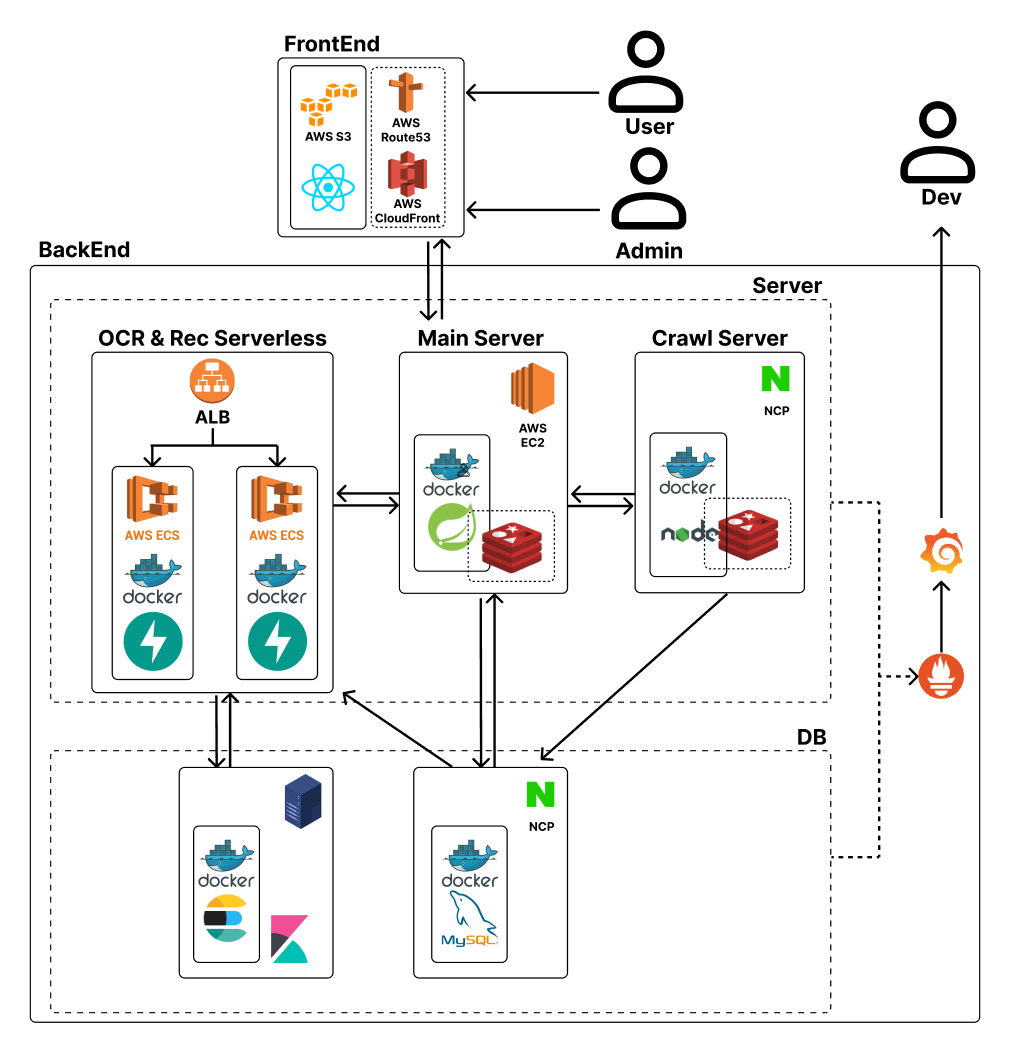 FrontEnd
AWS S3
AWS
Route53
AWS
CloudFront
User
Admin
Dev
BackEnd
Server
OCR & Rec Serverless
ALB
AWS ECS
AWS ECS
docker
docker
Main Server
AWS
EC2
docker
Crawl Server
NCP
docker
node
DB
docker
NCP
docker
MySQL